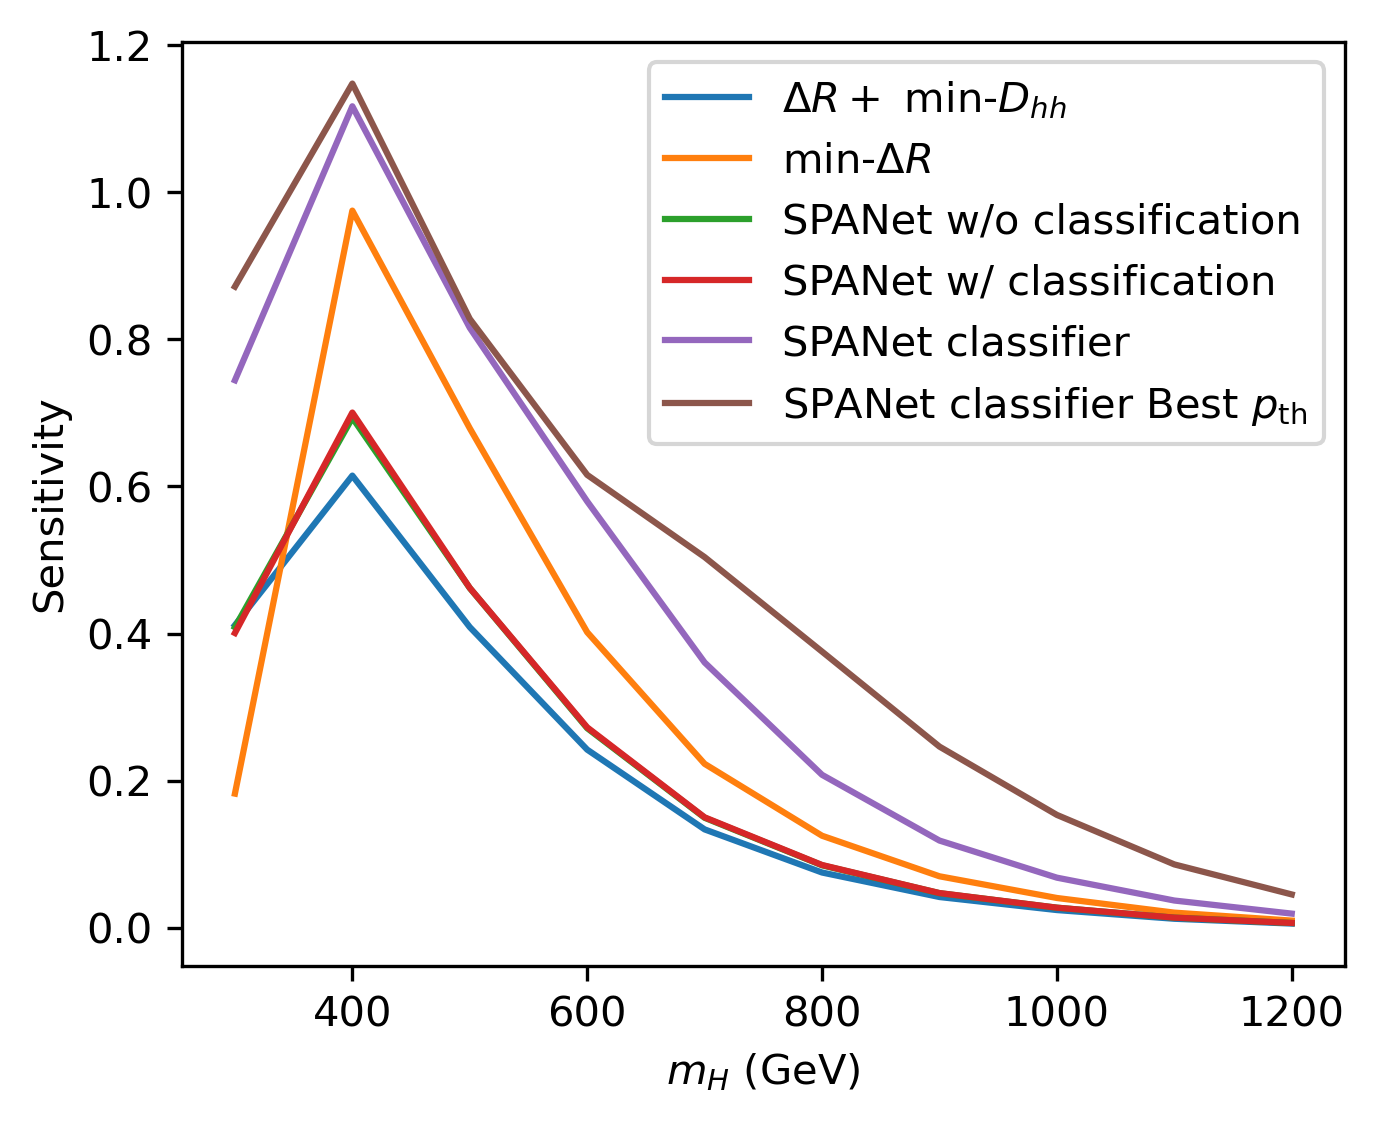 1.2
1.0
0.8
0.6
0.4
0.2
0.0
Sensitivity
ΔR + min-D_hh
min-ΔR
SPANet w/o classification
SPANet w/ classification
SPANet classifier
SPANet classifier Best p_th
400 600 800 1000 1200
m_H (GeV)